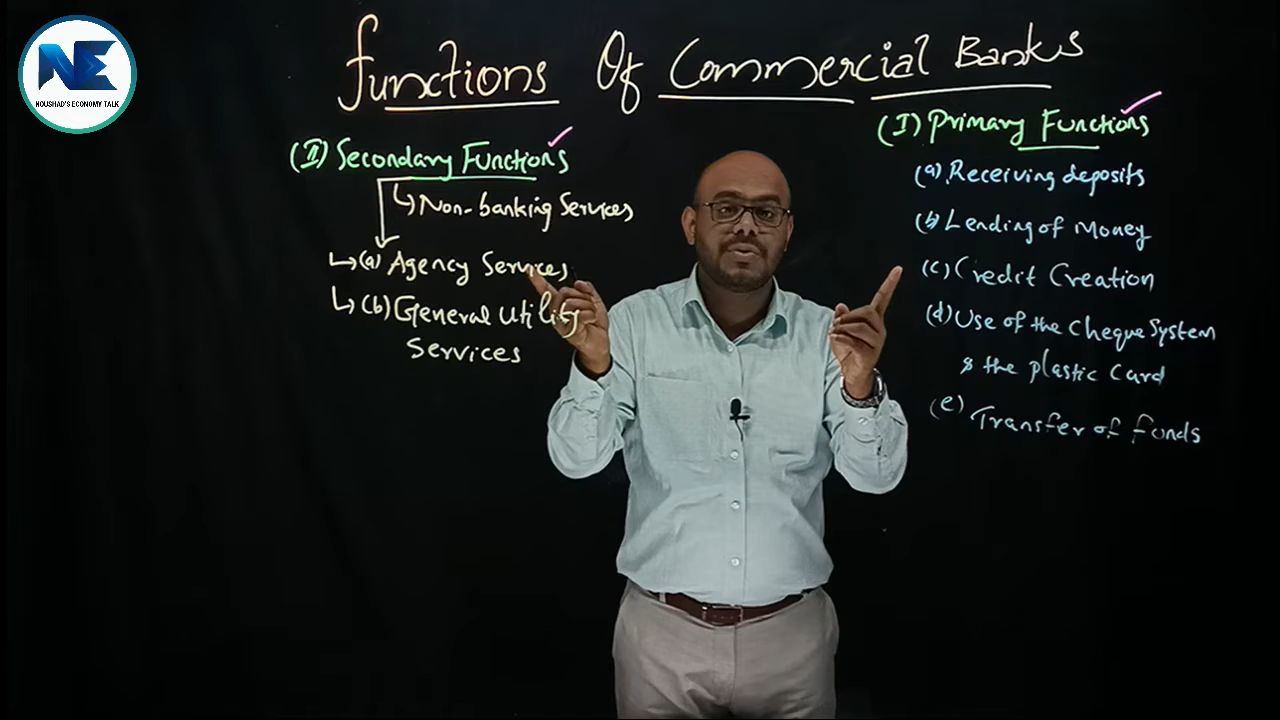 NE
NOUSHAD'S ECONOMY TALK
Functions Of Commercial Banks
(I) Primary Functions
(a) Receiving deposits
(b) Lending of Money
(c) Credit Creation
(d) Use of the Cheque System
& the plastic Card
(e) Transfer of funds
(II) Secondary Functions
Non-banking Services
(a) Agency Services
(b) General Utility
Services